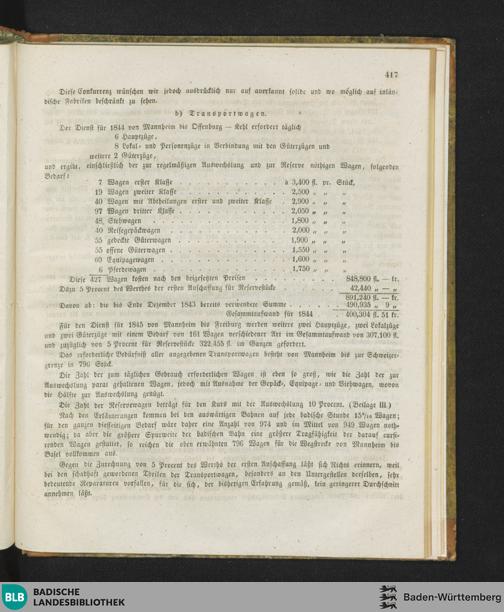 417
Diese Concurrenz wünschen wir jedoch ausdrücklich nur auf anerkannt solide und wo möglich auf inlän-
dische Fabriken beschränkt zu sehen.
b) Transportwagen.
Der Dienst für 1844 von Mannheim bis Offenburg — Kehl erfordert täglich
6 Hauptzüge,
8 Lokal- und Personenzüge in Verbindung mit den Güterzügen und
weitere 2 Güterzüge,
und ergibt, einschließlich der zur regelmäßigen Auswechslung und zur Reserve nöthigen Wagen, folgenden
Bedarf:
7 Wagen erster Klasse . . . . à 3,400 fl. pr. Stück,
19 Wagen zweiter Klasse . . . . 2,500 „ „ „
40 Wagen mit Abtheilungen erster und zweiter Klasse . . 2,900 „ „ „
97 Wagen dritter Klasse . . . . 2,050 „ „ „
48 Stehwagen . . . . 1,800 „ „ „
40 Reisegepäckwagen . . . . 2,000 „ „ „
55 gedeckte Güterwagen . . . . 1,900 „ „ „
55 offene Güterwagen . . . . 1,550 „ „ „
60 Equipagewagen . . . . 1,600 „ „ „
6 Pferdewagen . . . . 1,750 „ „ „
Diese 427 Wagen kosten nach den beigesetzten Preisen . . . 848,800 fl. — kr.
Dazu 5 Procent des Werthes der ersten Anschaffung für Reservestücke . . . 42,440 „ — „
891,240 fl. — kr.
Davon ab: die bis Ende Dezember 1843 bereits verwendete Summe . . . 490,935 „ 9 „
Gesammtaufwand für 1844 400,304 fl. 51 kr.
Für den Dienst für 1845 von Mannheim bis Freiburg werden weitere zwei Hauptzüge, zwei Lokalzüge
und zwei Güterzüge mit einem Bedarf von 161 Wagen verschiedener Art im Gesammtaufwand von 307,100 fl.
und zuzüglich von 5 Procent für Reservestücke 322,455 fl. im Ganzen gefordert.
Das erforderliche Bedürfniß aller angegebenen Transportwagen besteht von Mannheim bis zur Schweizer-
grenze in 796 Stück.
Die Zahl der zum täglichen Gebrauch erforderlichen Wagen ist eben so groß, wie die Zahl der zur
Auswechslung parat gehaltenen Wagen, jedoch mit Ausnahme der Gepäck-, Equipage- und Viehwagen, wovon
die Hälfte zur Auswechslung genügt.
Die Zahl der Reservewagen beträgt für den Kurs mit der Auswechslung 10 Procent. (Beilage III.)
Nach den Erläuterungen kommen bei den auswärtigen Bahnen auf jede badische Stunde Wagen;
für den ganzen diesseitigen Bedarf wäre daher eine Anzahl von 974 und im Mittel von 949 Wagen noth-
wendig; da aber die größere Spurweite der badischen Bahn eine größere Tragfähigkeit der darauf cursi-
renden Wagen gestattet, so reichen die oben erwähnten 796 Wagen für die Wegstrecke von Mannheim bis
Basel vollkommen aus.
Gegen die Zurechnung von 5 Procent des Werths der ersten Anschaffung läßt sich Nichts erinnern, weil
bei den schadhaft gewordenen Theilen der Transportwagen, besonders an den Untergestellen derselben, sehr
bedeutende Reparaturen vorfallen, für die sich, der bisherigen Erfahrung gemäß, kein geringerer Durchschnitt
annehmen läßt.
BLB BADISCHE
LANDESBIBLIOTHEK
Baden-Württemberg